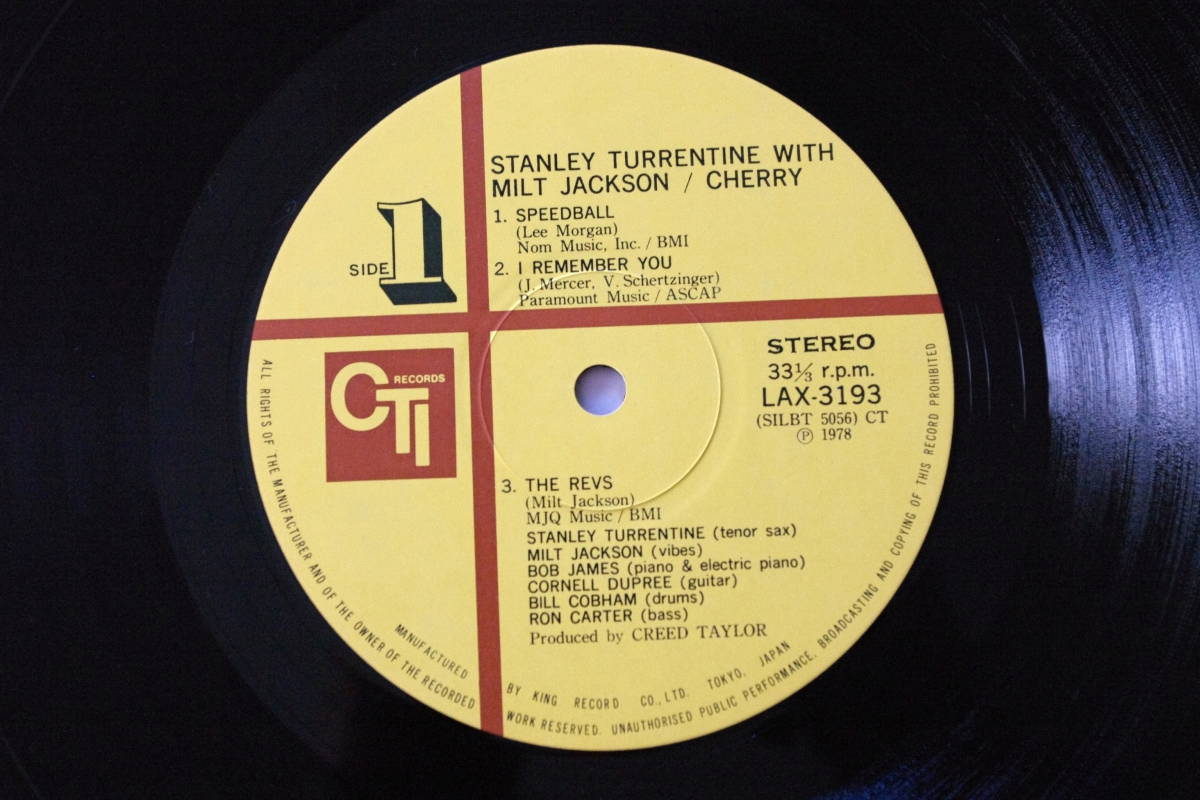 STANLEY TURRENTINE WITH
MILT JACKSON / CHERRY
1. SPEEDBALL
(Lee Morgan)
Nom Music, Inc. / BMI
2. I REMEMBER YOU
(J. Mercer, V. Schertzinger)
Paramount Music / ASCAP
SIDE 1
CTI RECORDS
STEREO
33⅓ r.p.m.
LAX-3193
(SILBT 5056) CT
Ⓟ 1978
3. THE REVS
(Milt Jackson)
MJQ Music / BMI
STANLEY TURRENTINE (tenor sax)
MILT JACKSON (vibes)
BOB JAMES (piano & electric piano)
CORNELL DUPREE (guitar)
BILL COBHAM (drums)
RON CARTER (bass)
Produced by CREED TAYLOR
MANUFACTURED BY KING RECORD CO., LTD. TOKYO, JAPAN
ALL RIGHTS OF THE MANUFACTURER AND OF THE OWNER OF THE RECORDED WORK RESERVED. UNAUTHORISED PUBLIC PERFORMANCE, BROADCASTING AND COPYING OF THIS RECORD PROHIBITED